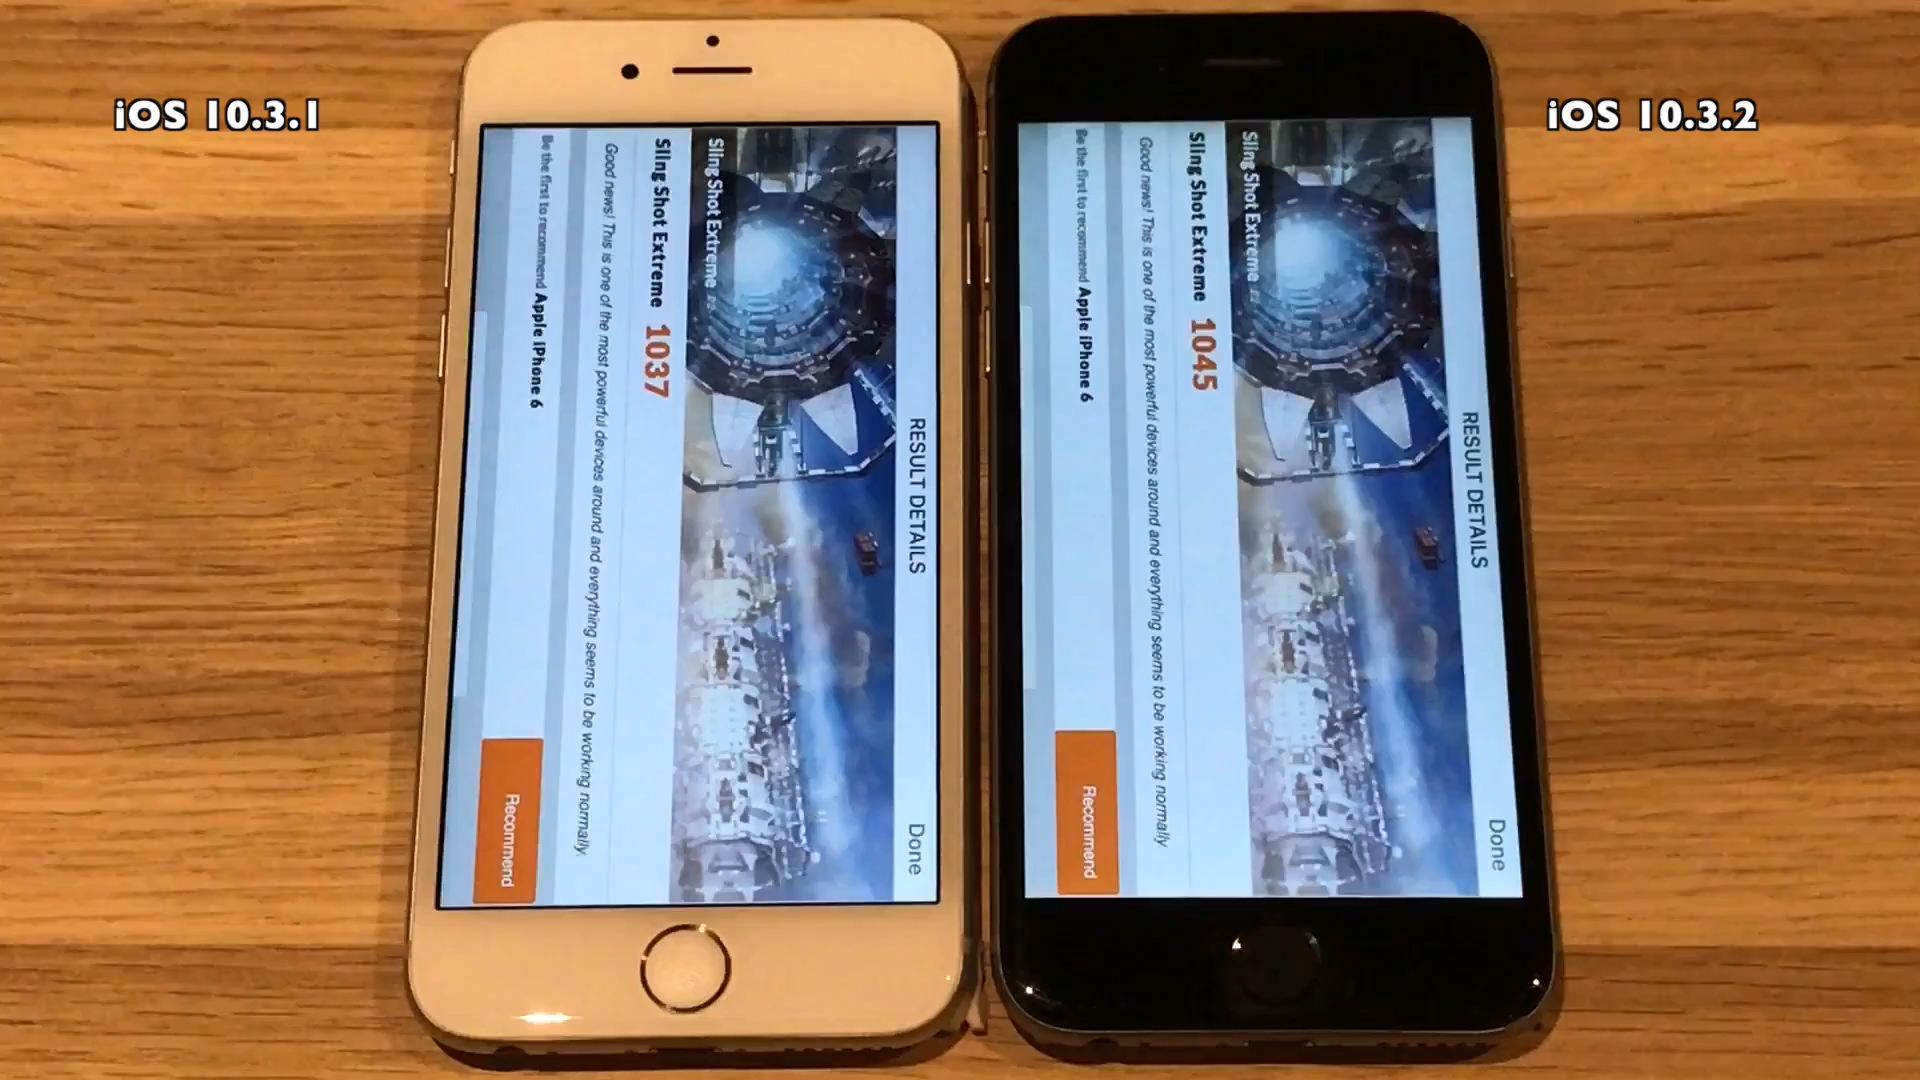 iOS 10.3.1
iOS 10.3.2
RESULT DETAILS
Done
Sling Shot Extreme
Sling Shot Extreme 1037
Good news! This is one of the most powerful devices around and everything seems to be working normally.
Be the first to recommend Apple iPhone 6
Recommend
RESULT DETAILS
Done
Sling Shot Extreme
Sling Shot Extreme 1045
Good news! This is one of the most powerful devices around and everything seems to be working normally.
Be the first to recommend Apple iPhone 6
Recommend